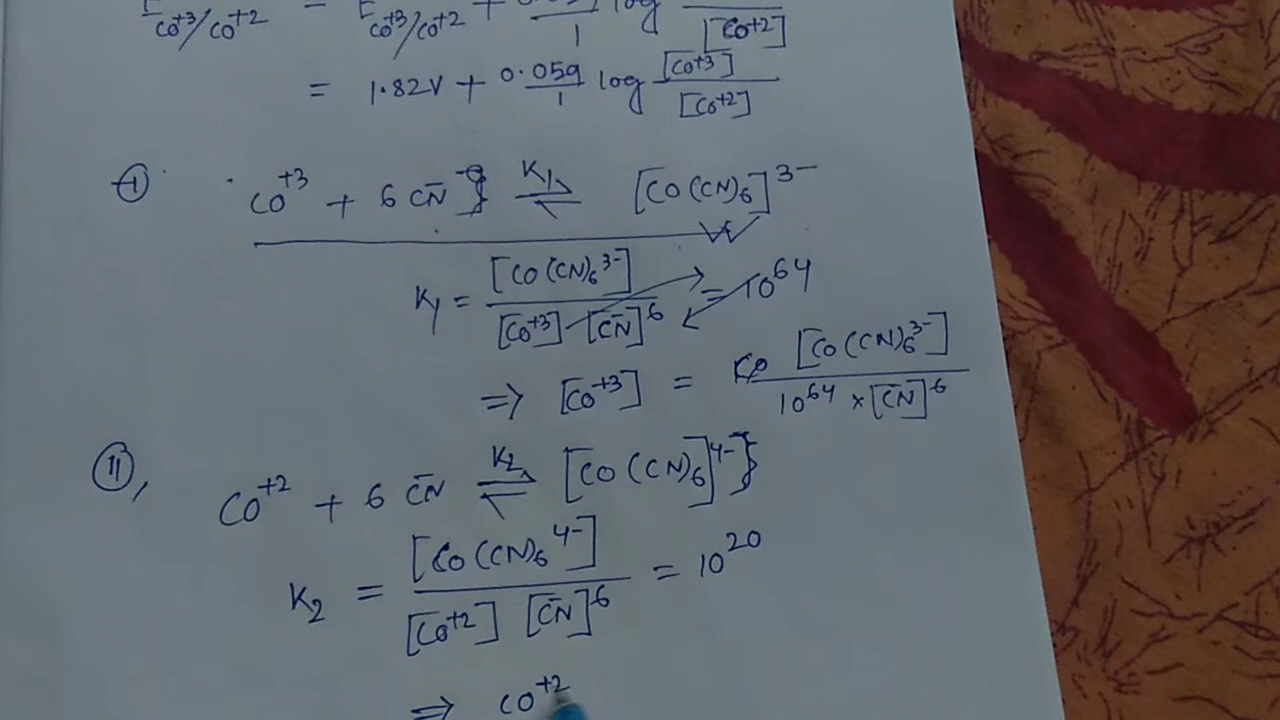 E Co+3/Co+2 = E Co+3/Co+2 + 0.059/1 log /[Co+2]
= 1.82V + 0.059/1 log [Co+3]/[Co+2]
I Co+3 + 6 CN- } K1 ⇌ [Co(CN)6]3-
K1 = [Co(CN)6 3-]/[Co+3] [CN-]6 = 10^64
⇒ [Co+3] = [Co(CN)6 3-]/10^64 × [CN-]6
II, Co+2 + 6 CN- K2 ⇌ [Co(CN)6]4- }
K2 = [Co(CN)6 4-]/[Co+2] [CN-]6 = 10^20
⇒ Co+2